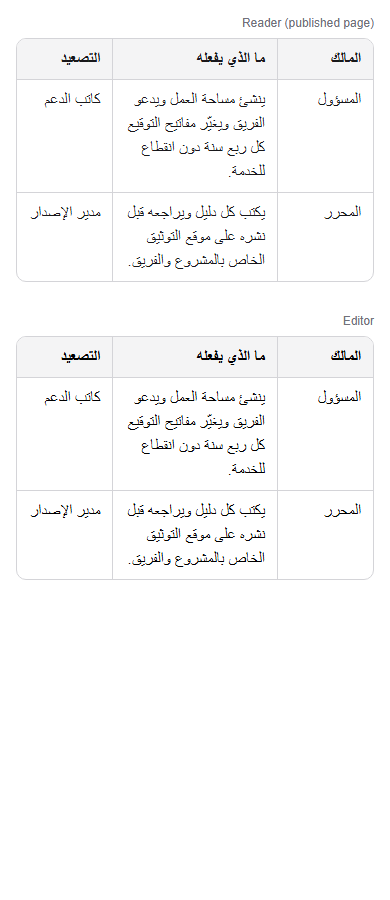 Reader (published page)
المالك ما الذي يفعله التصعيد
المسؤول ينشئ مساحة العمل ويدعو كاتب الدعم
الفريق ويغيّر مفاتيح التوقيع
كل ربع سنة دون انقطاع
للخدمة.
المحرر يكتب كل دليل ويراجعه قبل مدير الإصدار
نشره على موقع التوثيق
الخاص بالمشروع والفريق.
Editor
المالك ما الذي يفعله التصعيد
المسؤول ينشئ مساحة العمل ويدعو كاتب الدعم
الفريق ويغيّر مفاتيح التوقيع
كل ربع سنة دون انقطاع
للخدمة.
المحرر يكتب كل دليل ويراجعه قبل مدير الإصدار
نشره على موقع التوثيق
الخاص بالمشروع والفريق.